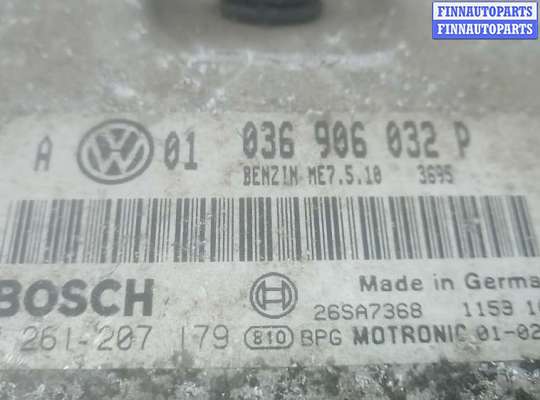 FINNAUTOPARTS
FINNAUTOPARTS
A 01 036 906 032 P
BENZIN ME7.5.10 3695
BOSCH Made in Germa
26SA7368 1153
261-207 179 810 BPG MOTRONIC 01-02